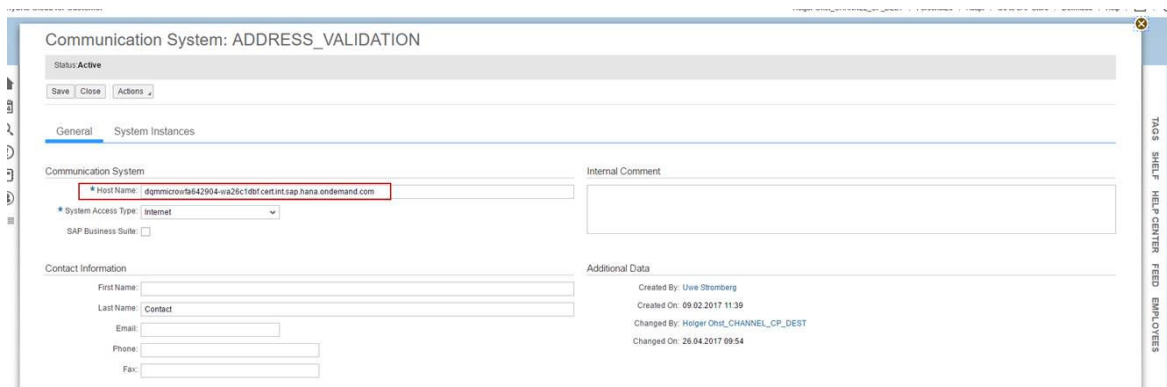 Communication System: ADDRESS_VALIDATION
Status:Active
Save Close Actions
General System Instances
Communication System
* Host Name: dqmmicrowfa642904-wa26c1dbf.cert.int.sap.hana.ondemand.com
* System Access Type: Internet
SAP Business Suite:
Internal Comment
Contact Information
First Name:
Last Name: Contact
Email:
Phone:
Fax:
Additional Data
Created By: Uwe Stromberg
Created On: 09.02.2017 11:39
Changed By: Holger Ohst_CHANNEL_CP_DEST
Changed On: 26.04.2017 09:54
TAGS
SHELF
HELP CENTER
FEED
EMPLOYEES